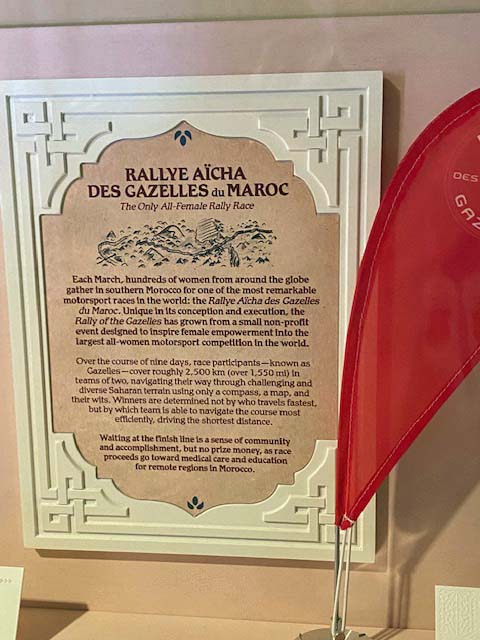 RALLYE AÏCHA
DES GAZELLES du MAROC
The Only All-Female Rally Race
Each March, hundreds of women from around the globe
gather in southern Morocco for one of the most remarkable
motorsport races in the world: the Rallye Aïcha des Gazelles
du Maroc. Unique in its conception and execution, the
Rally of the Gazelles has grown from a small non-profit
event designed to inspire female empowerment into the
largest all-women motorsport competition in the world.
Over the course of nine days, race participants—known as
Gazelles—cover roughly 2,500 km (over 1,550 mi) in
teams of two, navigating their way through challenging and
diverse Saharan terrain using only a compass, a map, and
their wits. Winners are determined not by who travels fastest,
but by which team is able to navigate the course most
efficiently, driving the shortest distance.
Waiting at the finish line is a sense of community
and accomplishment, but no prize money, as race
proceeds go toward medical care and education
for remote regions in Morocco.
DES